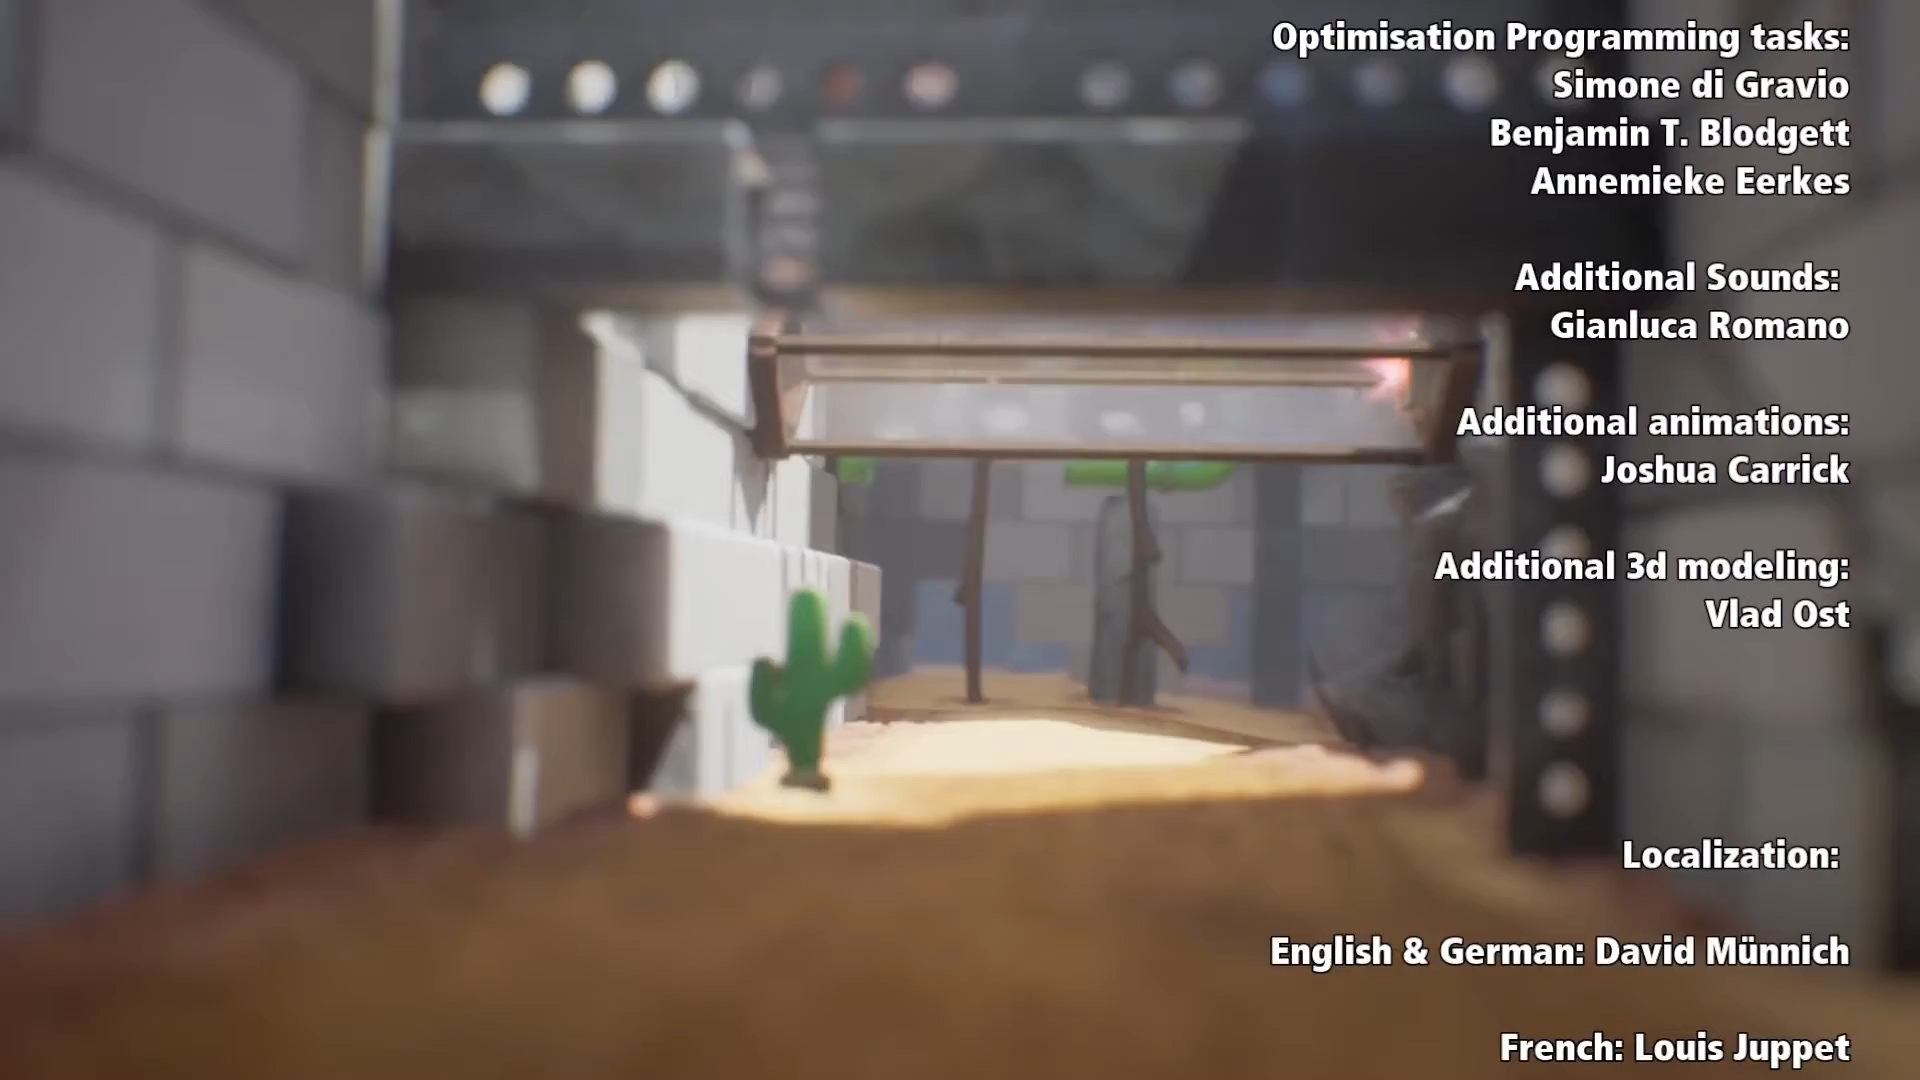 Optimisation Programming tasks:
Simone di Gravio
Benjamin T. Blodgett
Annemieke Eerkes
Additional Sounds:
Gianluca Romano
Additional animations:
Joshua Carrick
Additional 3d modeling:
Vlad Ost
Localization:
English & German: David Münnich
French: Louis Juppet